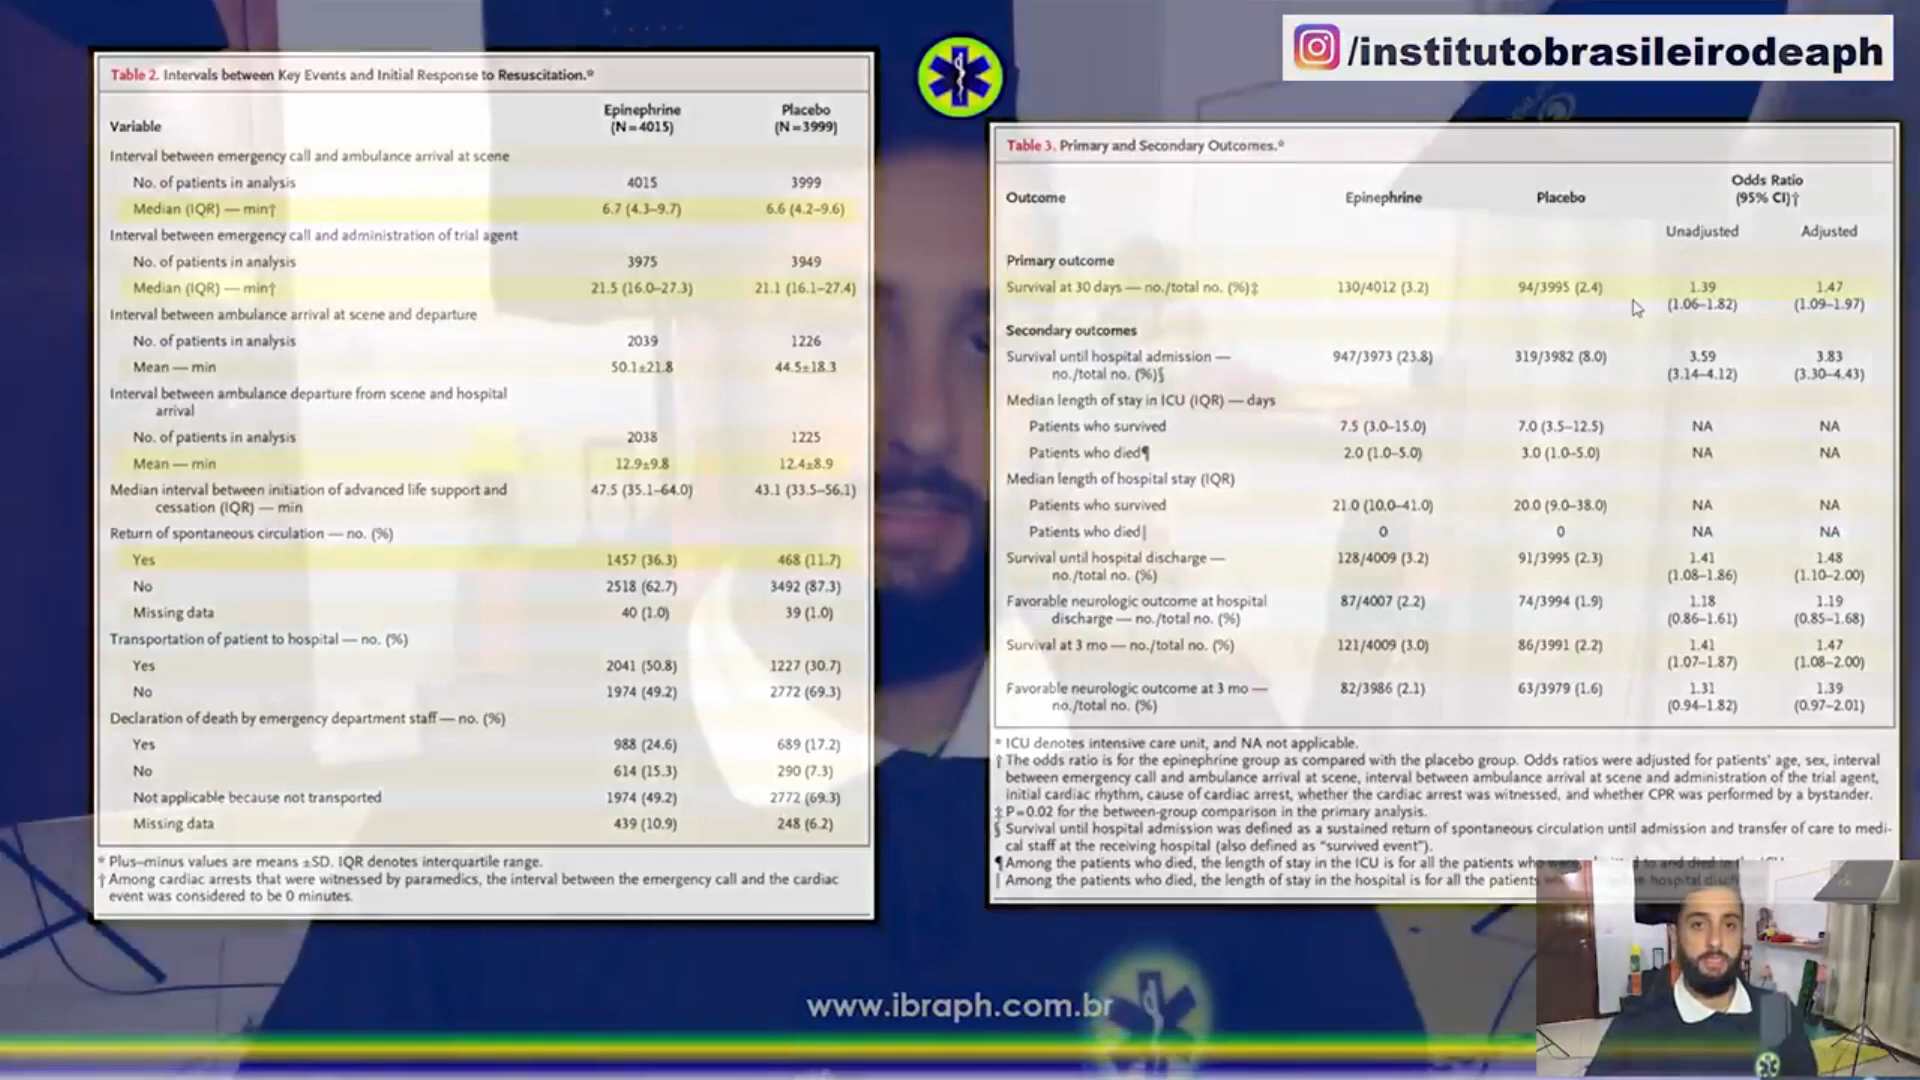 /institutobrasileirodeaph
Table 2. Intervals between Key Events and Initial Response to Resuscitation.*
Variable Epinephrine (N=4015) Placebo (N=3999)
Interval between emergency call and ambulance arrival at scene
No. of patients in analysis 4015 3999
Median (IQR) — min† 6.7 (4.3–9.7) 6.6 (4.2–9.6)
Interval between emergency call and administration of trial agent
No. of patients in analysis 3975 3949
Median (IQR) — min† 21.5 (16.0–27.3) 21.1 (16.1–27.4)
Interval between ambulance arrival at scene and departure
No. of patients in analysis 2039 1226
Mean — min 50.1±21.8 44.5±18.3
Interval between ambulance departure from scene and hospital
arrival
No. of patients in analysis 2038 1225
Mean — min 12.9±9.8 12.4±8.9
Median interval between initiation of advanced life support and 47.5 (35.1–64.0) 43.1 (33.5–56.1)
cessation (IQR) — min
Return of spontaneous circulation — no. (%)
Yes 1457 (36.3) 468 (11.7)
No 2518 (62.7) 3492 (87.3)
Missing data 40 (1.0) 39 (1.0)
Transportation of patient to hospital — no. (%)
Yes 2041 (50.8) 1227 (30.7)
No 1974 (49.2) 2772 (69.3)
Declaration of death by emergency department staff — no. (%)
Yes 988 (24.6) 689 (17.2)
No 614 (15.3) 290 (7.3)
Not applicable because not transported 1974 (49.2) 2772 (69.3)
Missing data 439 (10.9) 248 (6.2)
* Plus–minus values are means ±SD. IQR denotes interquartile range.
† Among cardiac arrests that were witnessed by paramedics, the interval between the emergency call and the cardiac
event was considered to be 0 minutes.
Table 3. Primary and Secondary Outcomes.*
Outcome Epinephrine Placebo Odds Ratio
(95% CI)†
Unadjusted Adjusted
Primary outcome
Survival at 30 days — no./total no. (%)‡ 130/4012 (3.2) 94/3995 (2.4) 1.39 1.47
(1.06–1.82) (1.09–1.97)
Secondary outcomes
Survival until hospital admission — 947/3973 (23.8) 319/3982 (8.0) 3.59 3.83
no./total no. (%)§ (3.14–4.12) (3.30–4.43)
Median length of stay in ICU (IQR) — days
Patients who survived 7.5 (3.0–15.0) 7.0 (3.5–12.5) NA NA
Patients who died¶ 2.0 (1.0–5.0) 3.0 (1.0–5.0) NA NA
Median length of hospital stay (IQR)
Patients who survived 21.0 (10.0–41.0) 20.0 (9.0–38.0) NA NA
Patients who died| 0 0 NA NA
Survival until hospital discharge — 128/4009 (3.2) 91/3995 (2.3) 1.41 1.48
no./total no. (%) (1.08–1.86) (1.10–2.00)
Favorable neurologic outcome at hospital 87/4007 (2.2) 74/3994 (1.9) 1.18 1.19
discharge — no./total no. (%) (0.86–1.61) (0.85–1.68)
Survival at 3 mo — no./total no. (%) 121/4009 (3.0) 86/3991 (2.2) 1.41 1.47
(1.07–1.87) (1.08–2.00)
Favorable neurologic outcome at 3 mo — 82/3986 (2.1) 63/3979 (1.6) 1.31 1.39
no./total no. (%) (0.94–1.82) (0.97–2.01)
* ICU denotes intensive care unit, and NA not applicable.
† The odds ratio is for the epinephrine group as compared with the placebo group. Odds ratios were adjusted for patients' age, sex, interval
between emergency call and ambulance arrival at scene, interval between ambulance arrival at scene and administration of the trial agent,
initial cardiac rhythm, cause of cardiac arrest, whether the cardiac arrest was witnessed, and whether CPR was performed by a bystander.
‡ P=0.02 for the between-group comparison in the primary analysis.
§ Survival until hospital admission was defined as a sustained return of spontaneous circulation until admission and transfer of care to medi-
cal staff at the receiving hospital (also defined as “survived event”).
¶ Among the patients who died, the length of stay in the ICU is for all the patients who were
| Among the patients who died, the length of stay in the hospital is for all the patients
www.ibraph.com.br